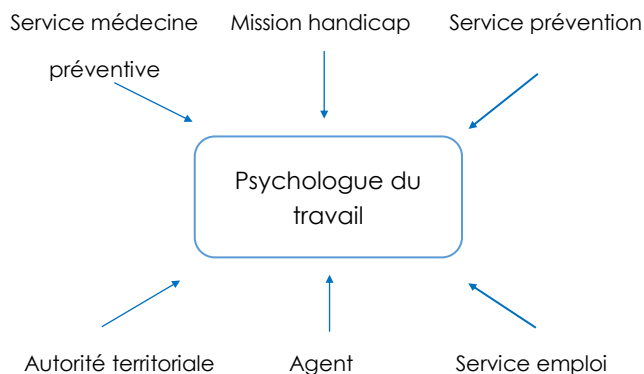 Service médecine
préventive
Mission handicap
Service prévention
Psychologue du
travail
Autorité territoriale
Agent
Service emploi